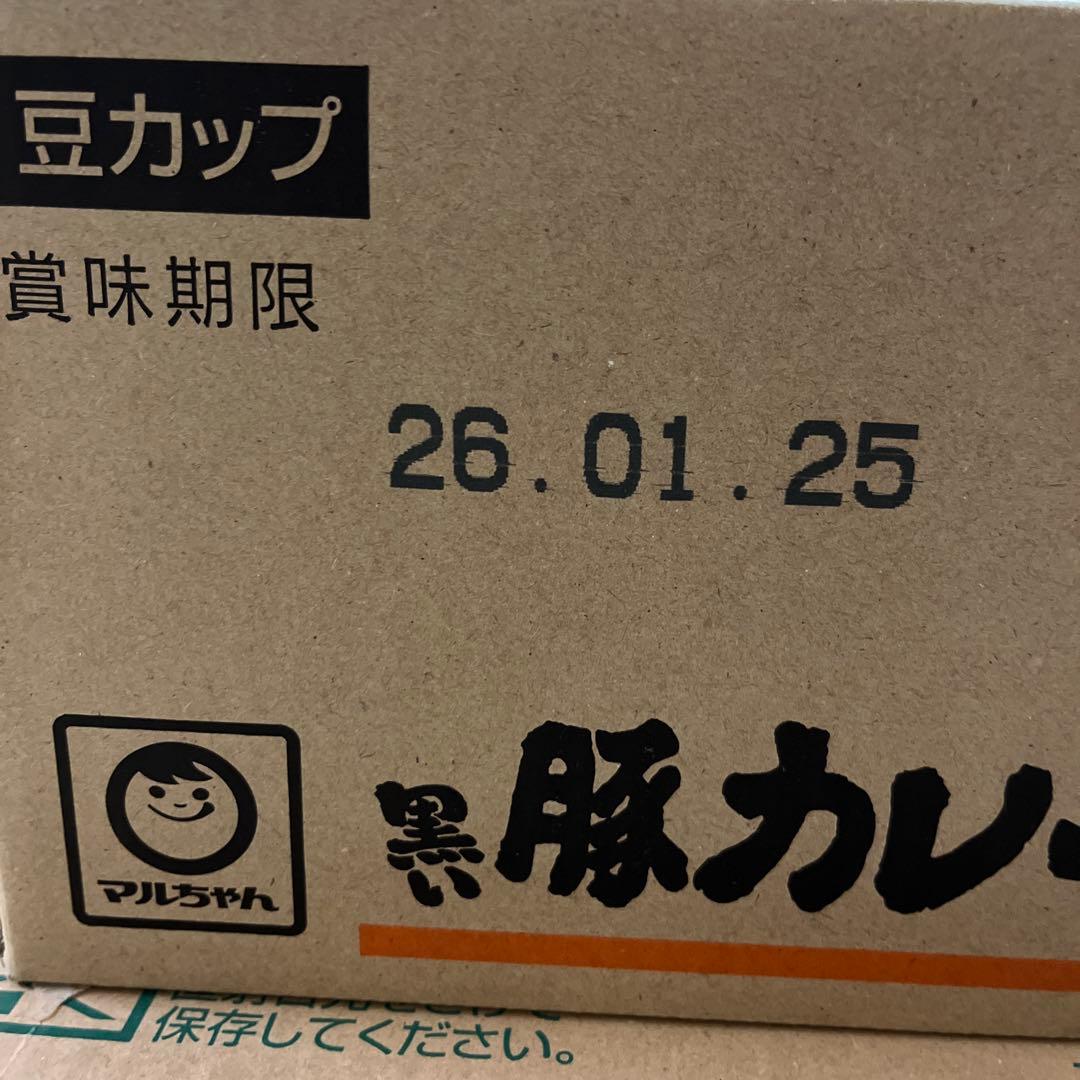 豆カップ
賞味期限
26.01.25
マルちゃん
黒い豚カレー
保存してください。